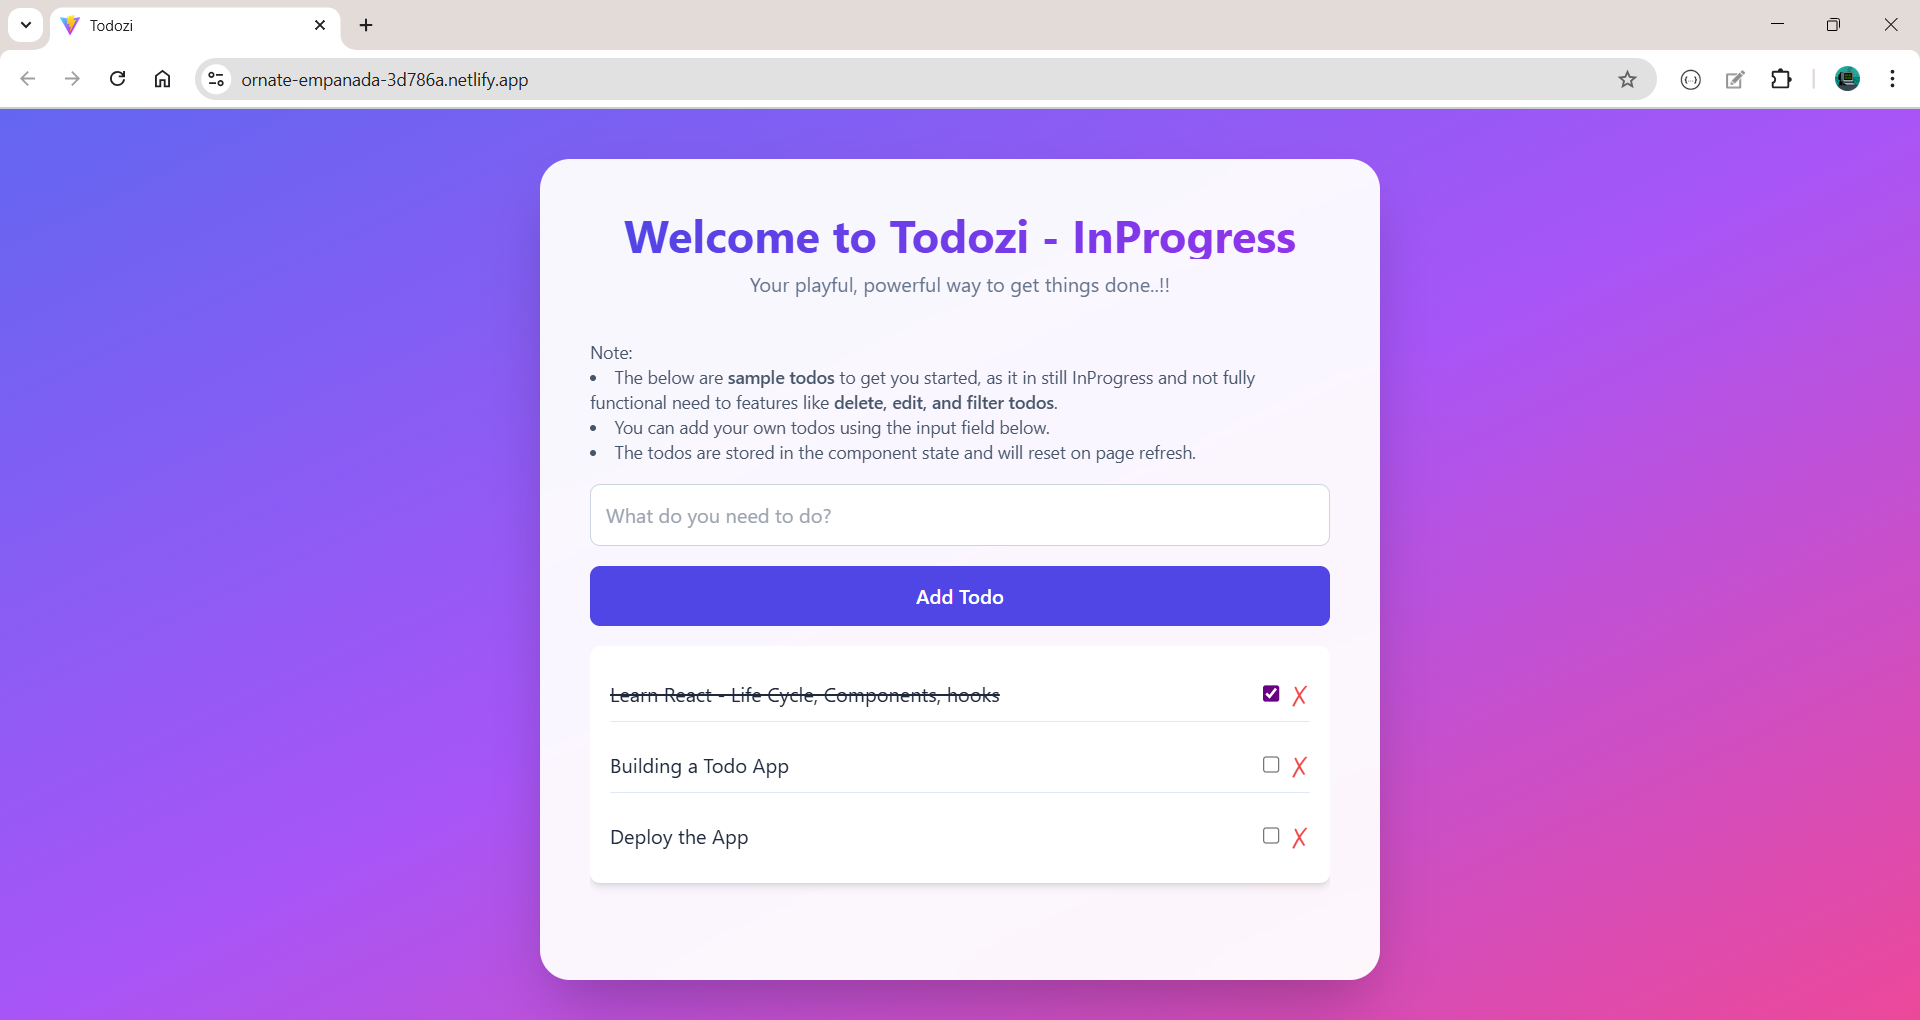 Todozi
ornate-empanada-3d786a.netlify.app
Welcome to Todozi - InProgress
Your playful, powerful way to get things done..!!
Note:
• The below are sample todos to get you started, as it in still InProgress and not fully
functional need to features like delete, edit, and filter todos.
• You can add your own todos using the input field below.
• The todos are stored in the component state and will reset on page refresh.
What do you need to do?
Add Todo
Learn React - Life Cycle, Components, hooks
Building a Todo App
Deploy the App